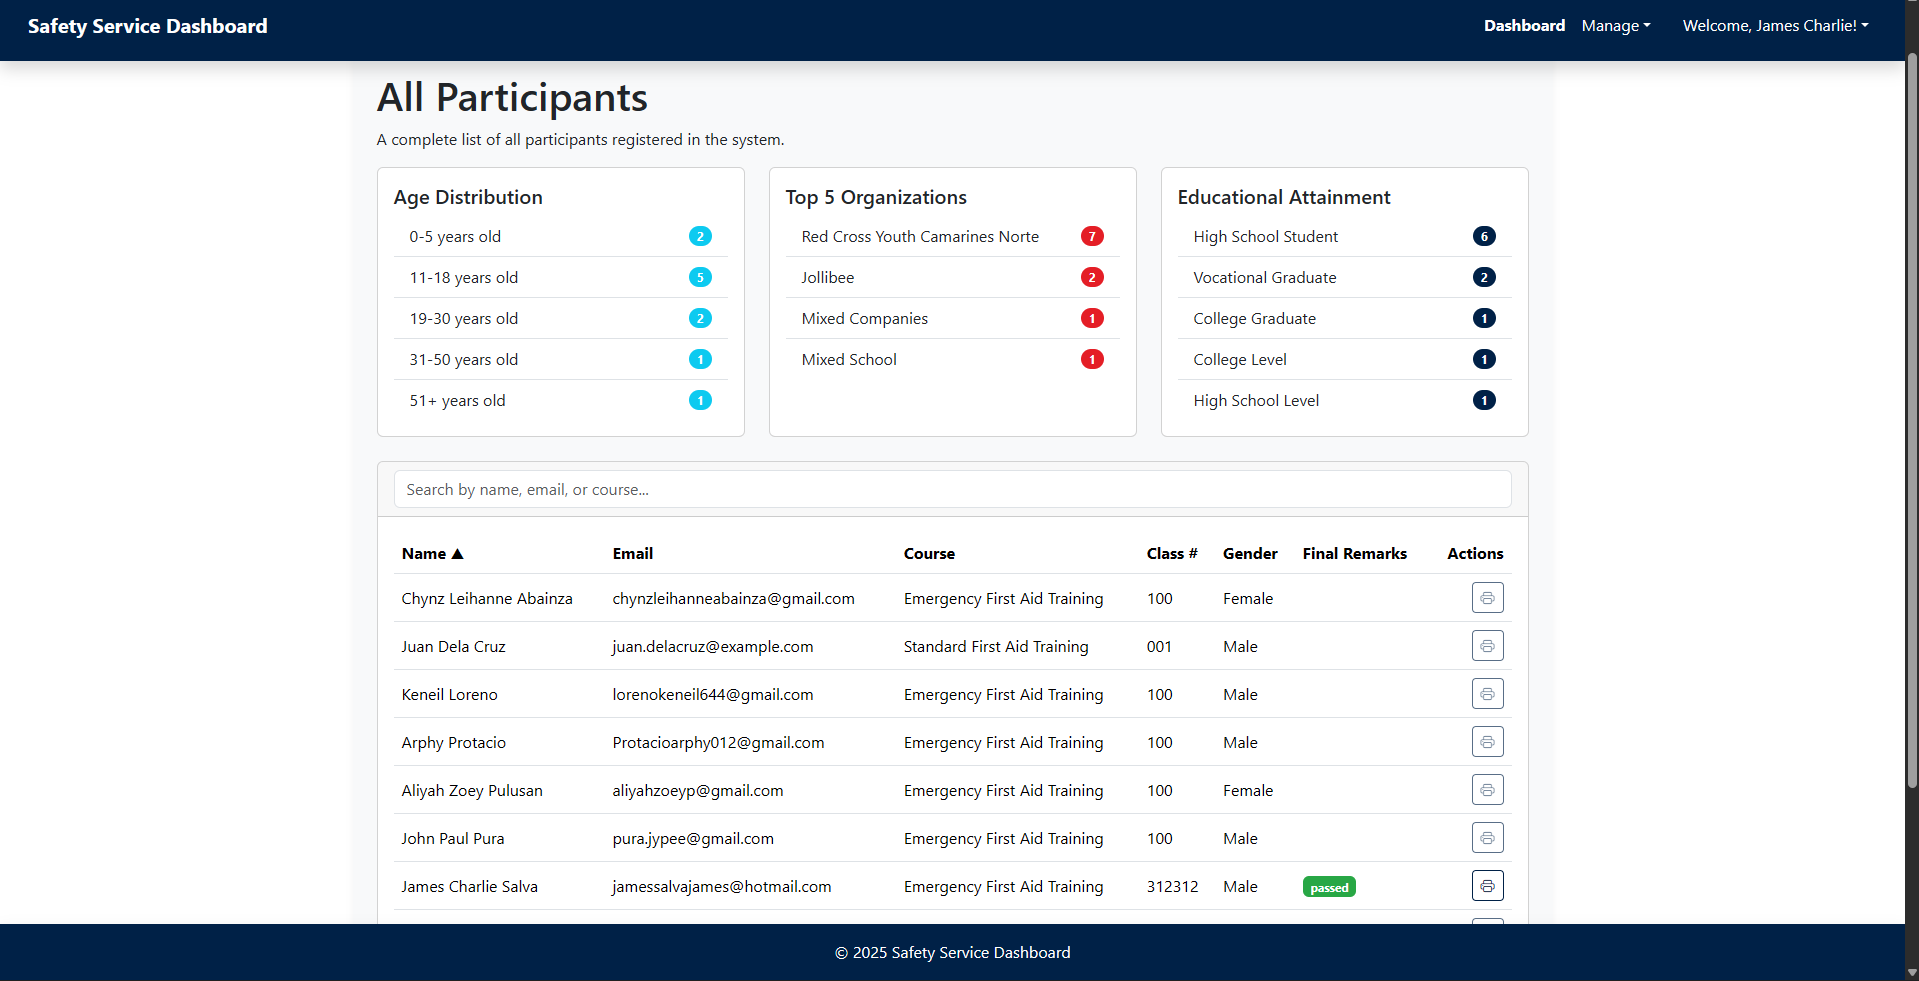 Safety Service Dashboard
Dashboard Manage Welcome, James Charlie!
All Participants
A complete list of all participants registered in the system.
Age Distribution
0-5 years old 2
11-18 years old 5
19-30 years old 2
31-50 years old 1
51+ years old 1
Top 5 Organizations
Red Cross Youth Camarines Norte 7
Jollibee 2
Mixed Companies 1
Mixed School 1
Educational Attainment
High School Student 6
Vocational Graduate 2
College Graduate 1
College Level 1
High School Level 1
Search by name, email, or course...
Name ▲ Email Course Class # Gender Final Remarks Actions
Chynz Leihanne Abainza chynzleihanneabainza@gmail.com Emergency First Aid Training 100 Female
Juan Dela Cruz juan.delacruz@example.com Standard First Aid Training 001 Male
Keneil Loreno lorenokeneil644@gmail.com Emergency First Aid Training 100 Male
Arphy Protacio Protacioarphy012@gmail.com Emergency First Aid Training 100 Male
Aliyah Zoey Pulusan aliyahzoeyp@gmail.com Emergency First Aid Training 100 Female
John Paul Pura pura.jypee@gmail.com Emergency First Aid Training 100 Male
James Charlie Salva jamessalvajames@hotmail.com Emergency First Aid Training 312312 Male passed
© 2025 Safety Service Dashboard